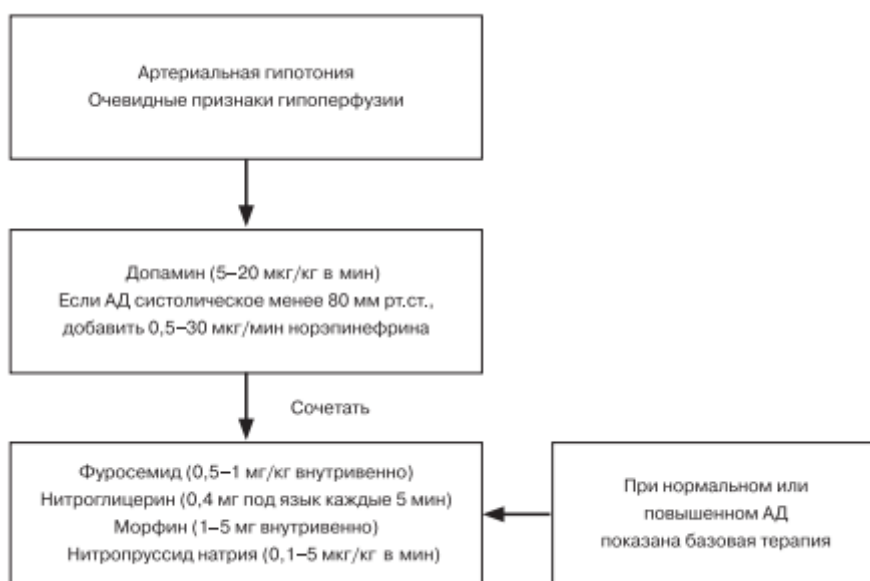 Артериальная гипотония
Очевидные признаки гипоперфузии
Допамин (5–20 мкг/кг в мин)
Если АД систолическое менее 80 мм рт.ст.,
добавить 0,5–30 мкг/мин норэпинефрина
Сочетать
Фуросемид (0,5–1 мг/кг внутривенно)
Нитроглицерин (0,4 мг под язык каждые 5 мин)
Морфин (1–5 мг внутривенно)
Нитропруссид натрия (0,1–5 мкг/кг в мин)
При нормальном или
повышенном АД
показана базовая терапия